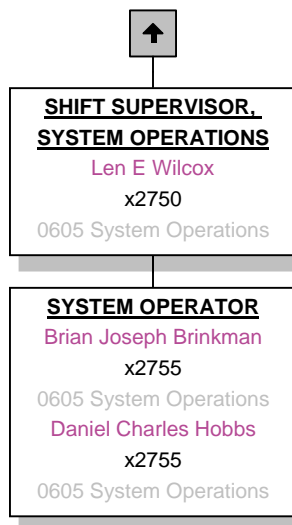 SHIFT SUPERVISOR,
SYSTEM OPERATIONS
Len E Wilcox
x2750
0605 System Operations
SYSTEM OPERATOR
Brian Joseph Brinkman
x2755
0605 System Operations
Daniel Charles Hobbs
x2755
0605 System Operations